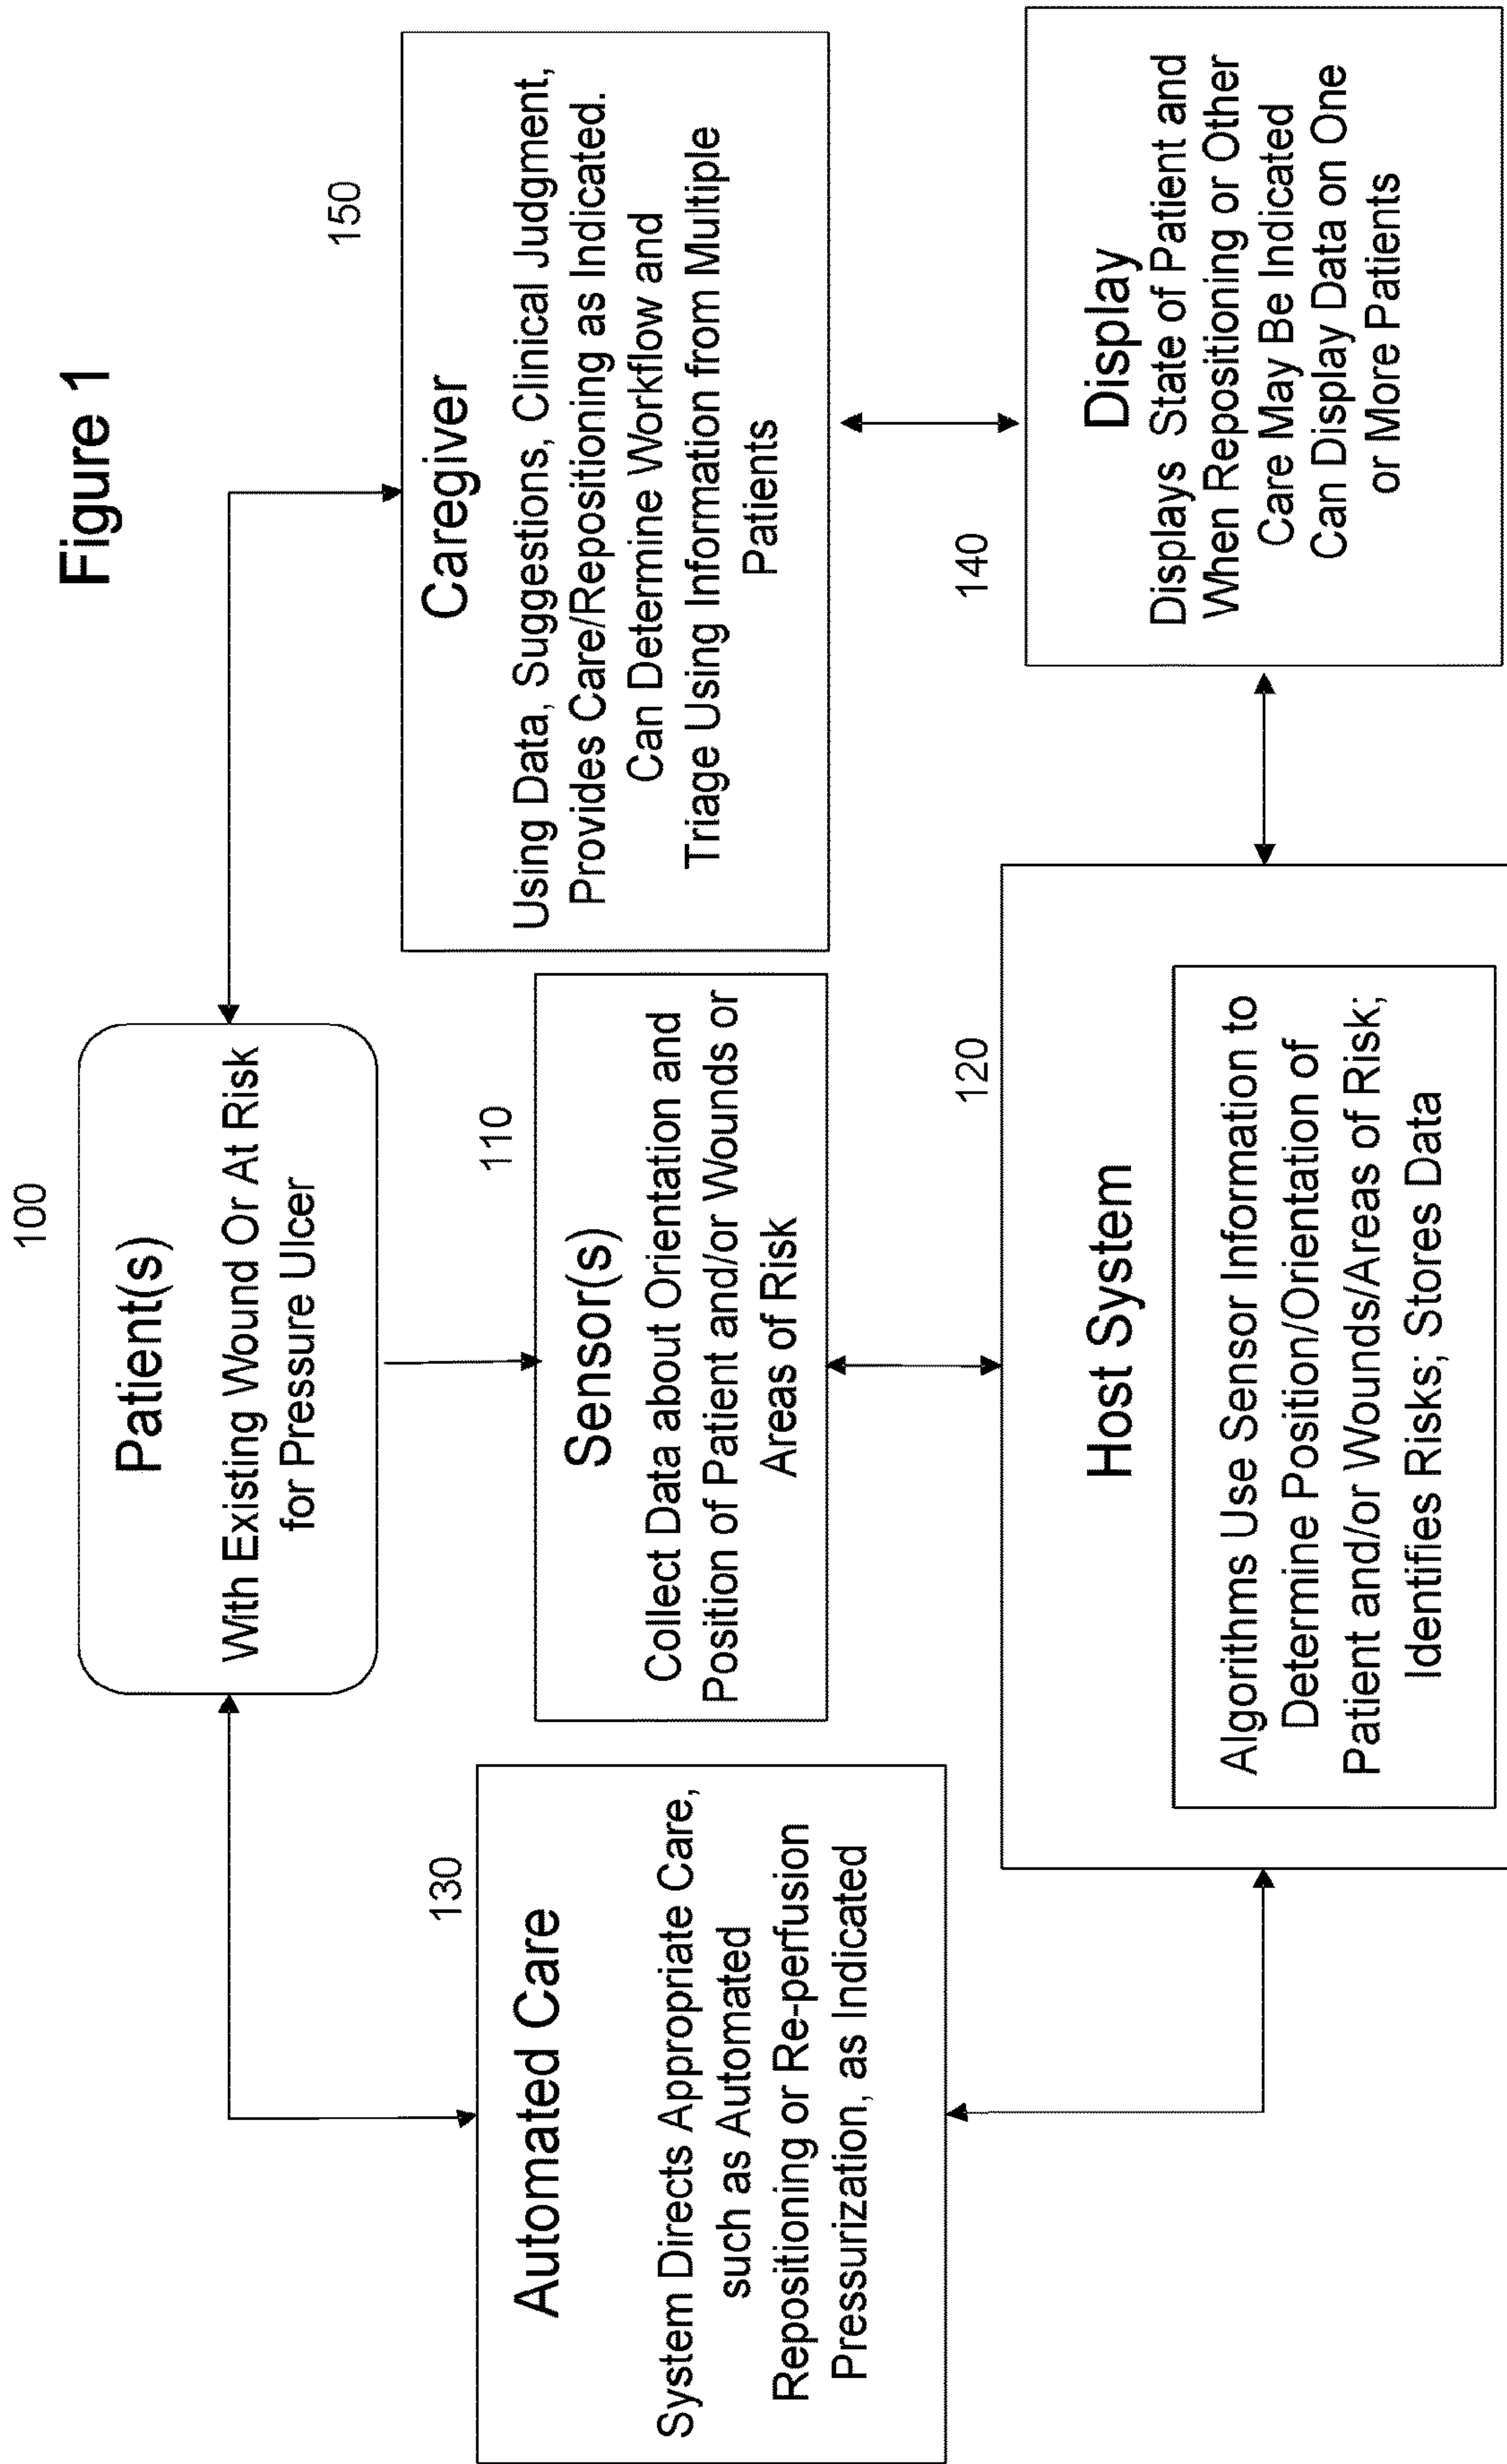 Figure 1
100
Patient(s)
With Existing Wound Or At Risk
for Pressure Ulcer
130
Automated Care
System Directs Appropriate Care,
such as Automated
Repositioning or Re-perfusion
Pressurization, as Indicated
110
Sensor(s)
Collect Data about Orientation and
Position of Patient and/or Wounds or
Areas of Risk
150
Caregiver
Using Data, Suggestions, Clinical Judgment,
Provides Care/Repositioning as Indicated.
Can Determine Workflow and
Triage Using Information from Multiple
Patients
120
Host System
Algorithms Use Sensor Information to
Determine Position/Orientation of
Patient and/or Wounds/Areas of Risk;
Identifies Risks; Stores Data
140
Display
Displays State of Patient and
When Repositioning or Other
Care May Be Indicated
Can Display Data on One
or More Patients